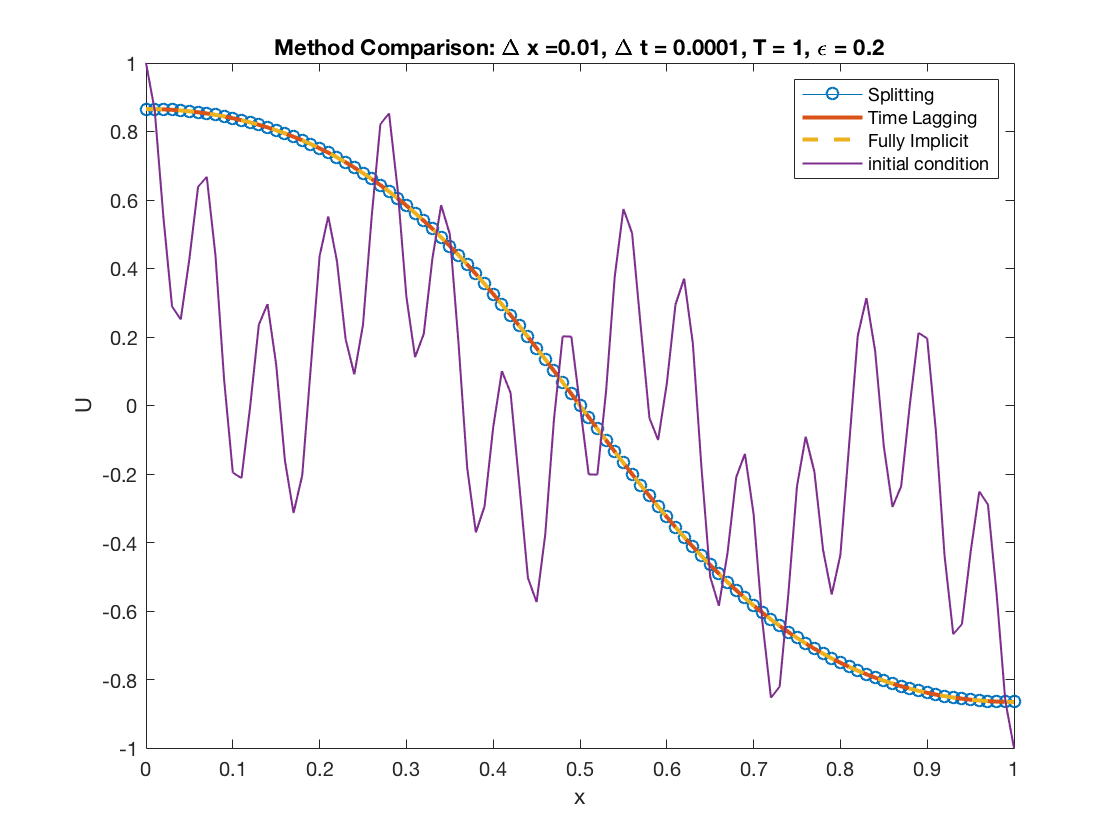 Method Comparison: Δ x =0.01, Δ t = 0.0001, T = 1, ϵ = 0.2
Splitting
Time Lagging
Fully Implicit
initial condition
1
0.8
0.6
0.4
0.2
0
-0.2
-0.4
-0.6
-0.8
-1
U
0 0.1 0.2 0.3 0.4 0.5 0.6 0.7 0.8 0.9 1
x